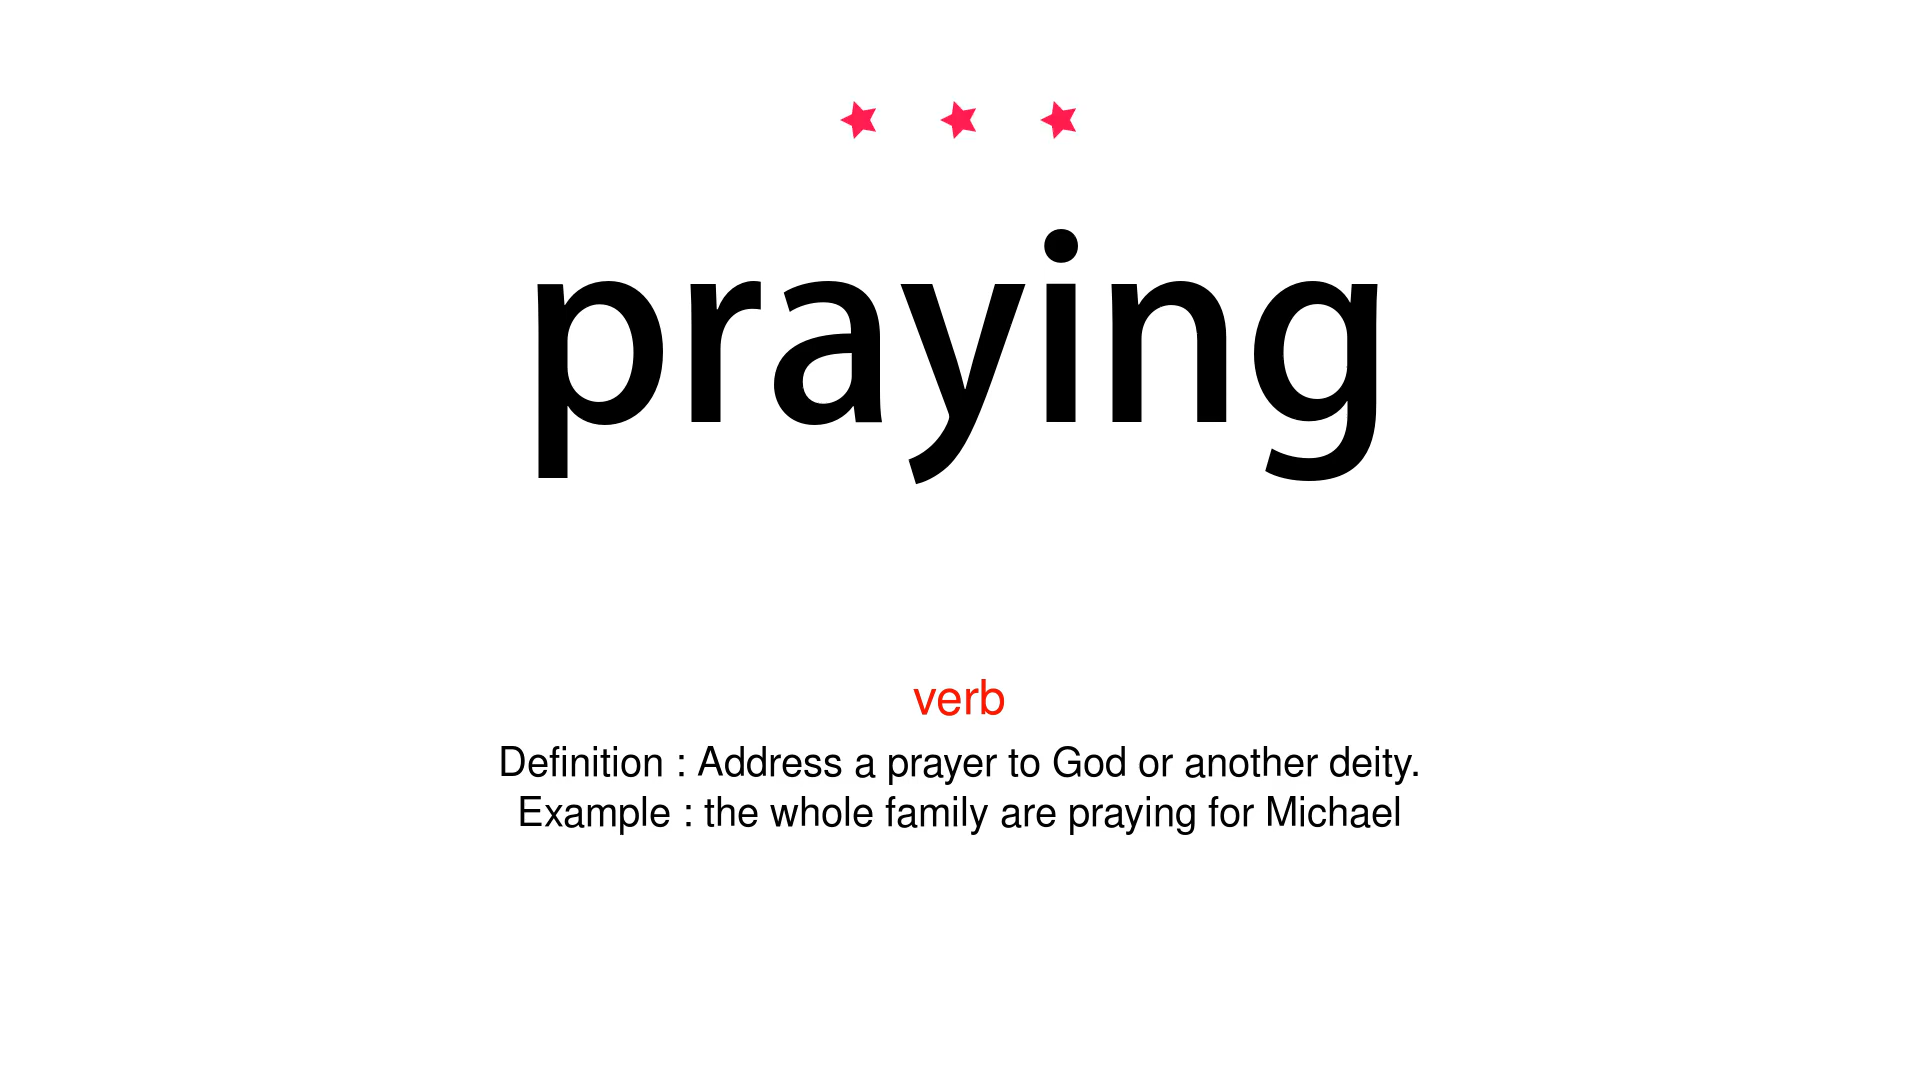 praying
verb
Definition : Address a prayer to God or another deity.
Example : the whole family are praying for Michael